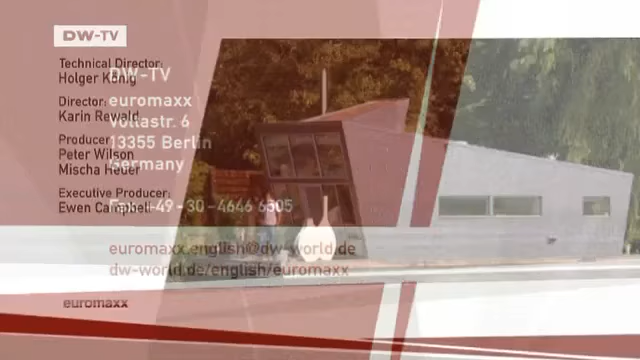 DW-TV
Technical Director:
Holger König
Director:
Karin Rewald
Producer
Peter Wilson
Mischa Heuer
Executive Producer:
Ewen Campbell
DW-TV
euromaxx
Voltastr. 6
13355 Berlin
Germany
Fax: +49 - 30 - 4646 6305
euromaxx.english@dw-world.de
dw-world.de/english/euromaxx
euromaxx